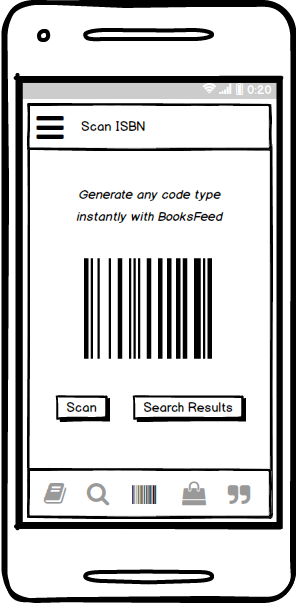 0:20
Scan ISBN
Generate any code type
instantly with BooksFeed
Scan
Search Results